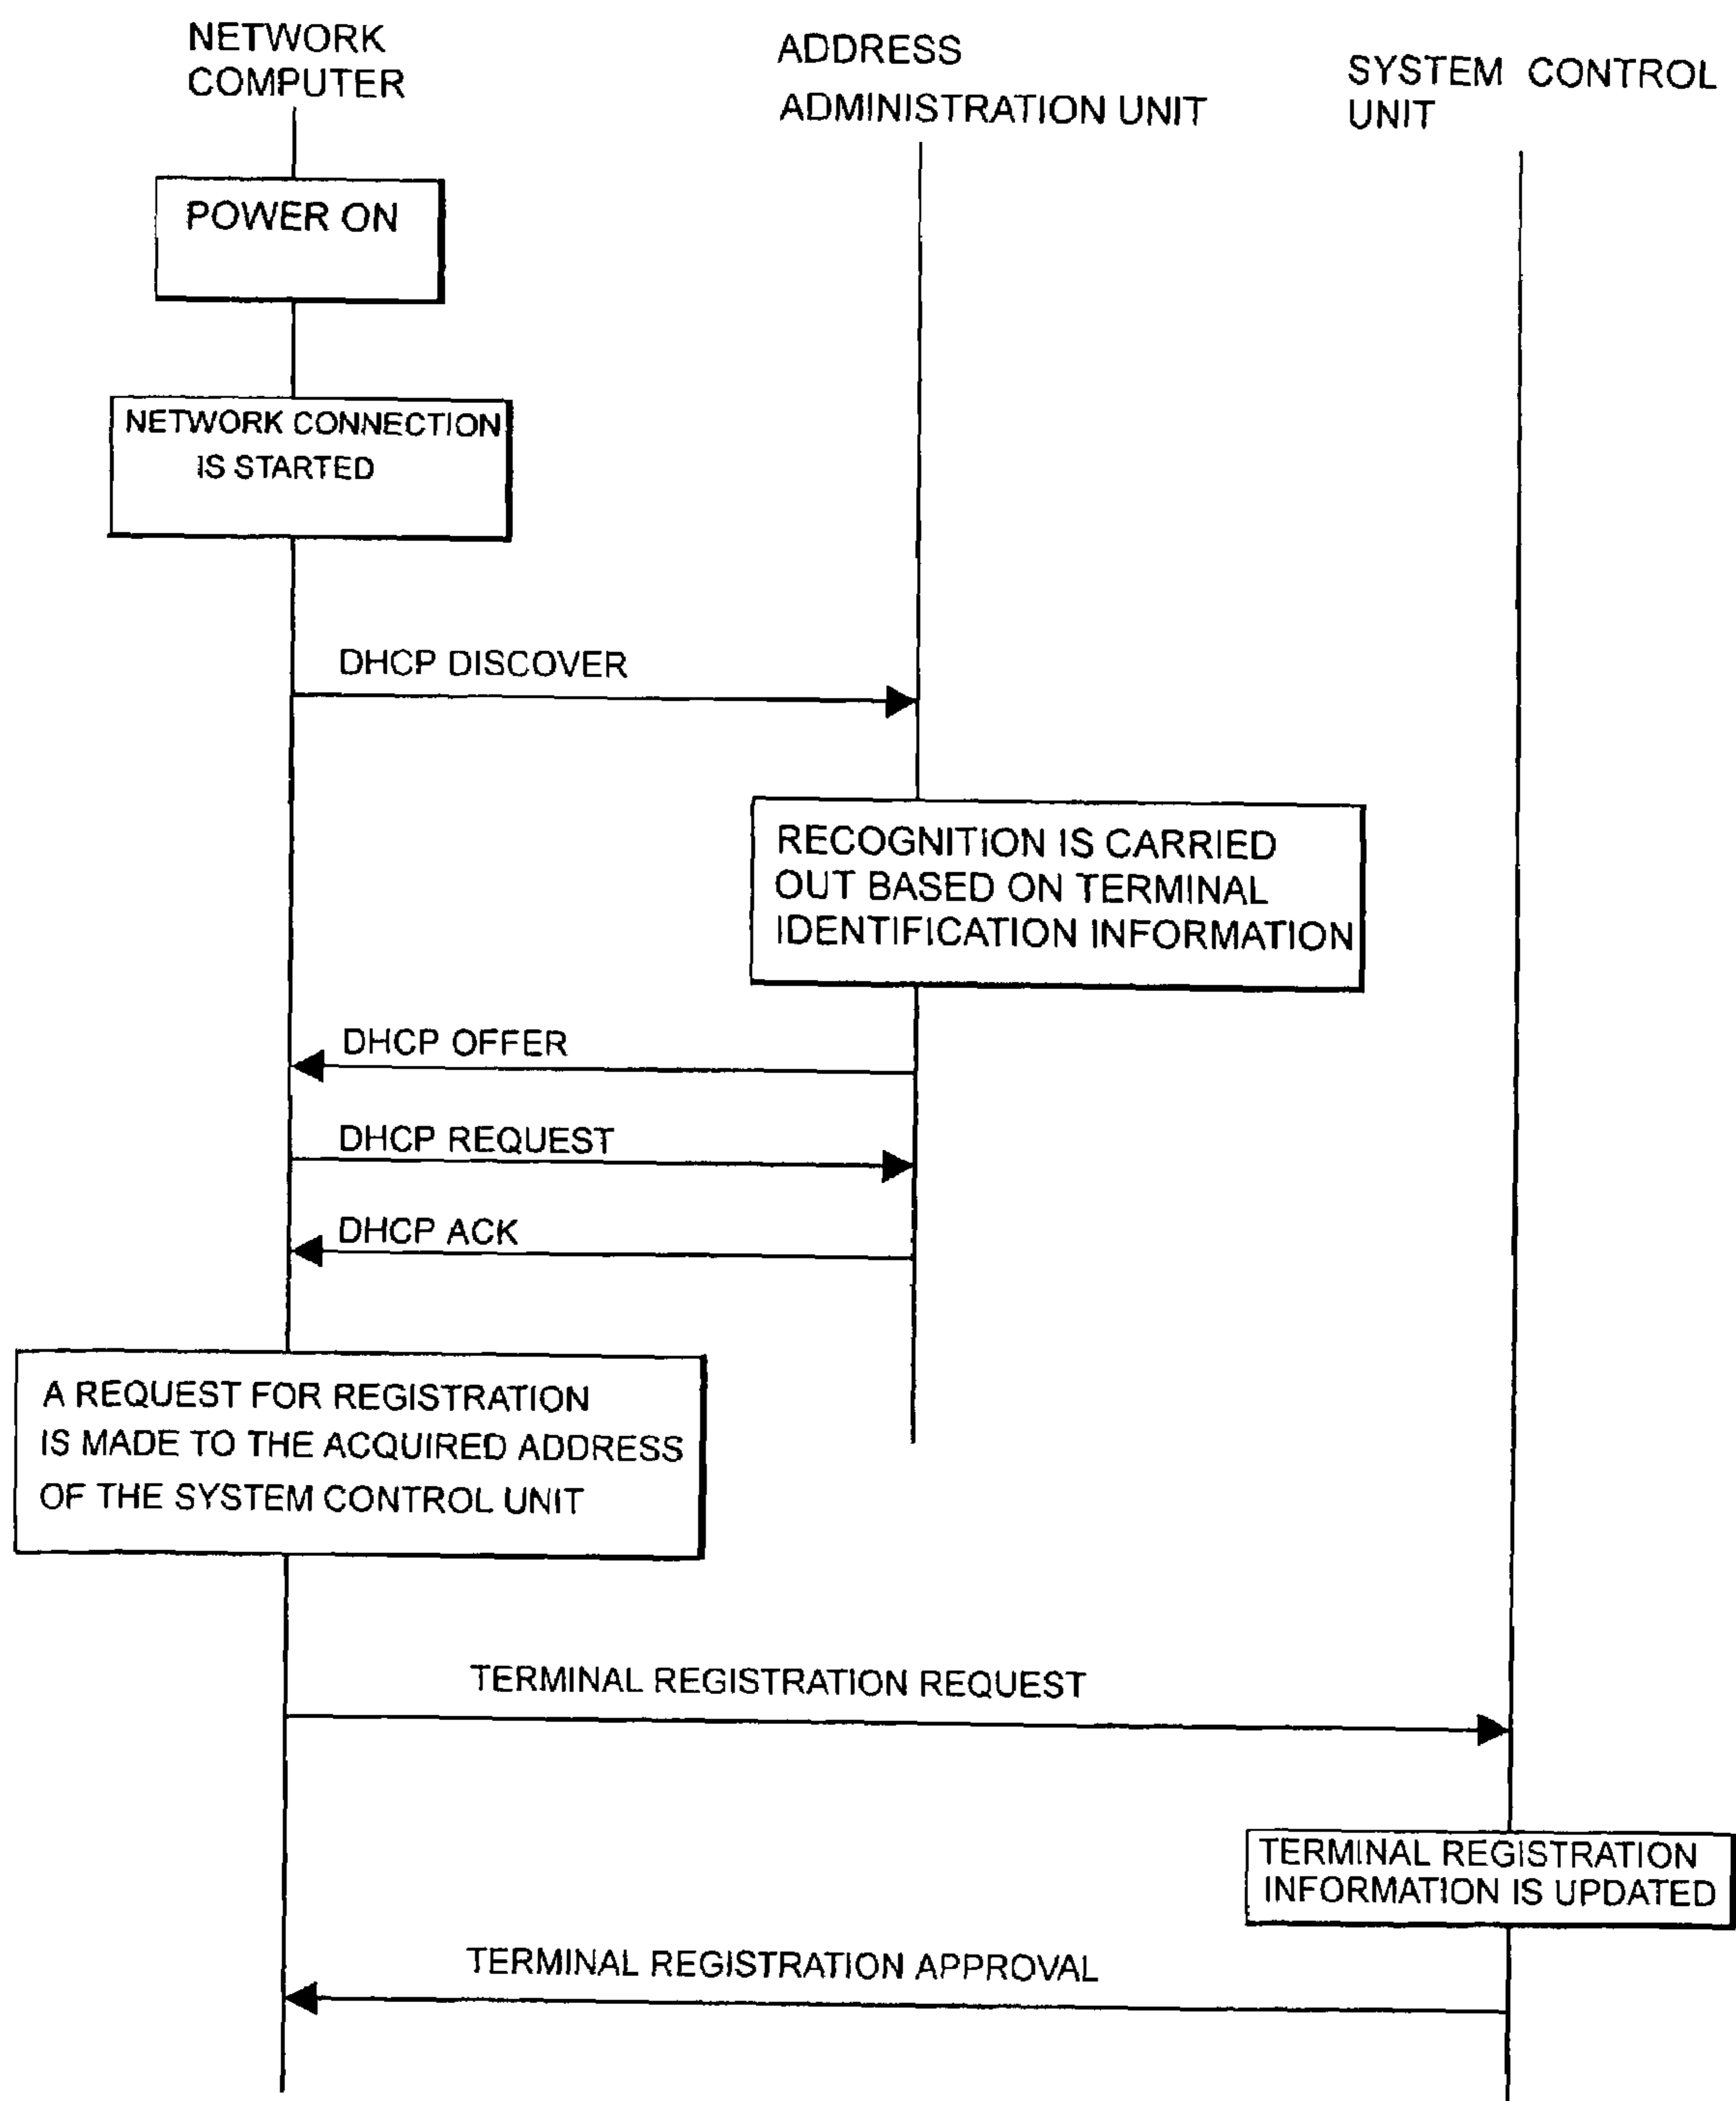 NETWORK
COMPUTER
ADDRESS
ADMINISTRATION UNIT
SYSTEM CONTROL
UNIT
POWER ON
NETWORK CONNECTION
IS STARTED
DHCP DISCOVER
RECOGNITION IS CARRIED
OUT BASED ON TERMINAL
IDENTIFICATION INFORMATION
DHCP OFFER
DHCP REQUEST
DHCP ACK
A REQUEST FOR REGISTRATION
IS MADE TO THE ACQUIRED ADDRESS
OF THE SYSTEM CONTROL UNIT
TERMINAL REGISTRATION REQUEST
TERMINAL REGISTRATION
INFORMATION IS UPDATED
TERMINAL REGISTRATION APPROVAL